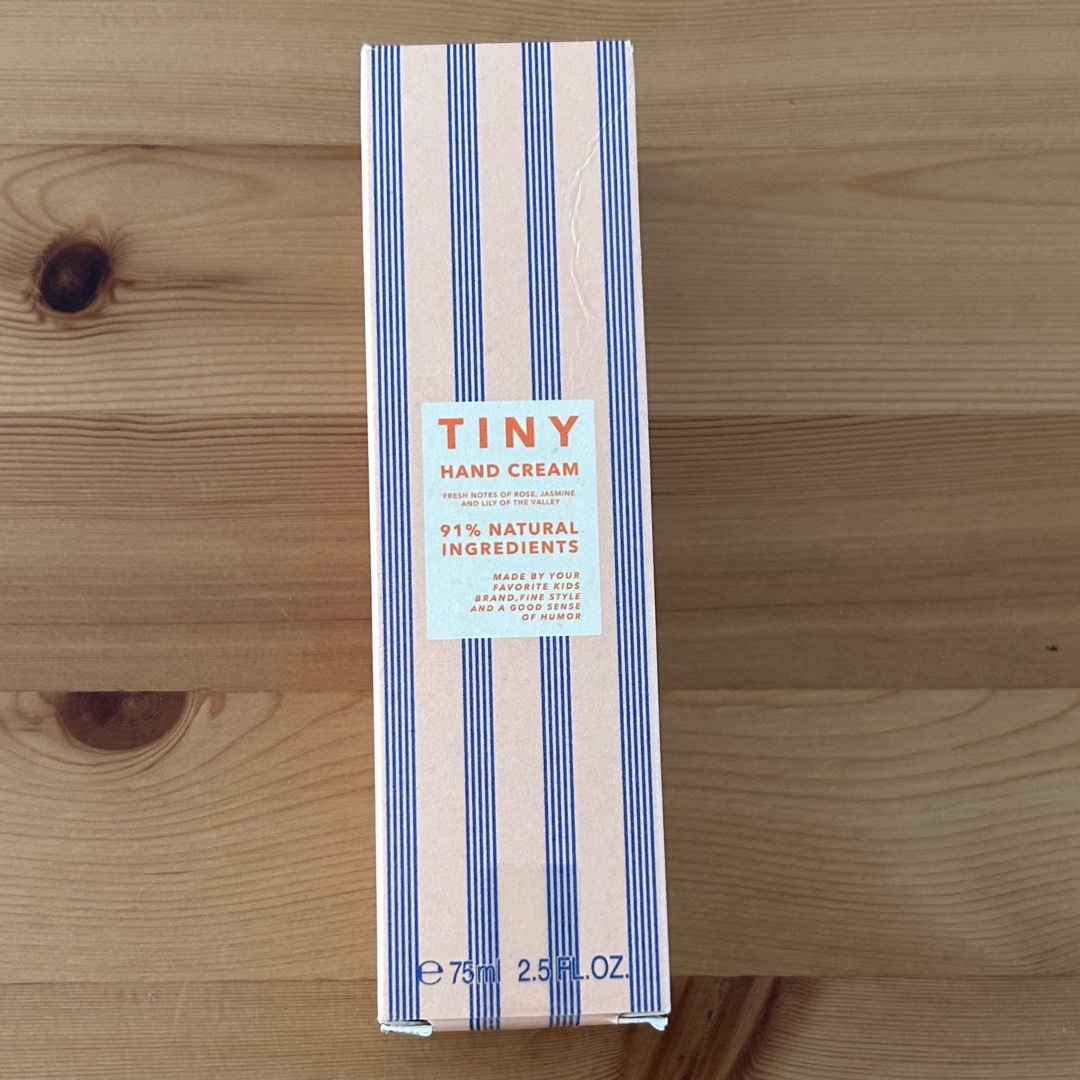 TINY
HAND CREAM
FRESH NOTES OF ROSE, JASMINE
AND LILY OF THE VALLEY
91% NATURAL
INGREDIENTS
MADE BY YOUR
FAVORITE KIDS
BRAND,FINE STYLE
AND A GOOD SENSE
OF HUMOR
℮ 75ml 2.5 FL.OZ.